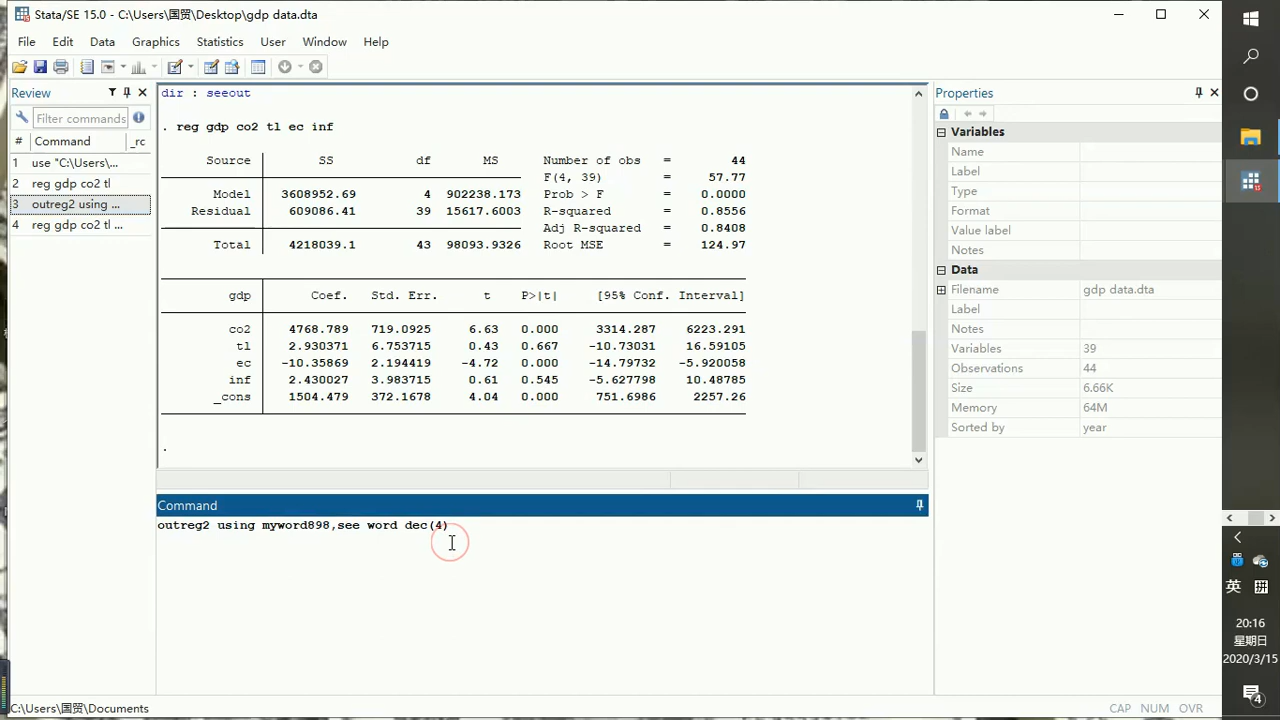 Stata/SE 15.0 - C:\Users\国贸\Desktop\gdp data.dta
File Edit Data Graphics Statistics User Window Help
Review
Filter commands
# Command _rc
1 use "C:\Users\...
2 reg gdp co2 tl
3 outreg2 using ...
4 reg gdp co2 tl ...
dir : seeout
. reg gdp co2 tl ec inf
Source SS df MS Number of obs = 44
F(4, 39) = 57.77
Model 3608952.69 4 902238.173 Prob > F = 0.0000
Residual 609086.41 39 15617.6003 R-squared = 0.8556
Adj R-squared = 0.8408
Total 4218039.1 43 98093.9326 Root MSE = 124.97
gdp Coef. Std. Err. t P>|t| [95% Conf. Interval]
co2 4768.789 719.0925 6.63 0.000 3314.287 6223.291
tl 2.930371 6.753715 0.43 0.667 -10.73031 16.59105
ec -10.35869 2.194419 -4.72 0.000 -14.79732 -5.920058
inf 2.430027 3.983715 0.61 0.545 -5.627798 10.48785
_cons 1504.479 372.1678 4.04 0.000 751.6986 2257.26
.
Command
outreg2 using myword898,see word dec(4)
Properties
Variables
Name
Label
Type
Format
Value label
Notes
Data
Filename gdp data.dta
Label
Notes
Variables 39
Observations 44
Size 6.66K
Memory 64M
Sorted by year
C:\Users\国贸\Documents
CAP NUM OVR
英 拼
20:16
星期日
2020/3/15
4